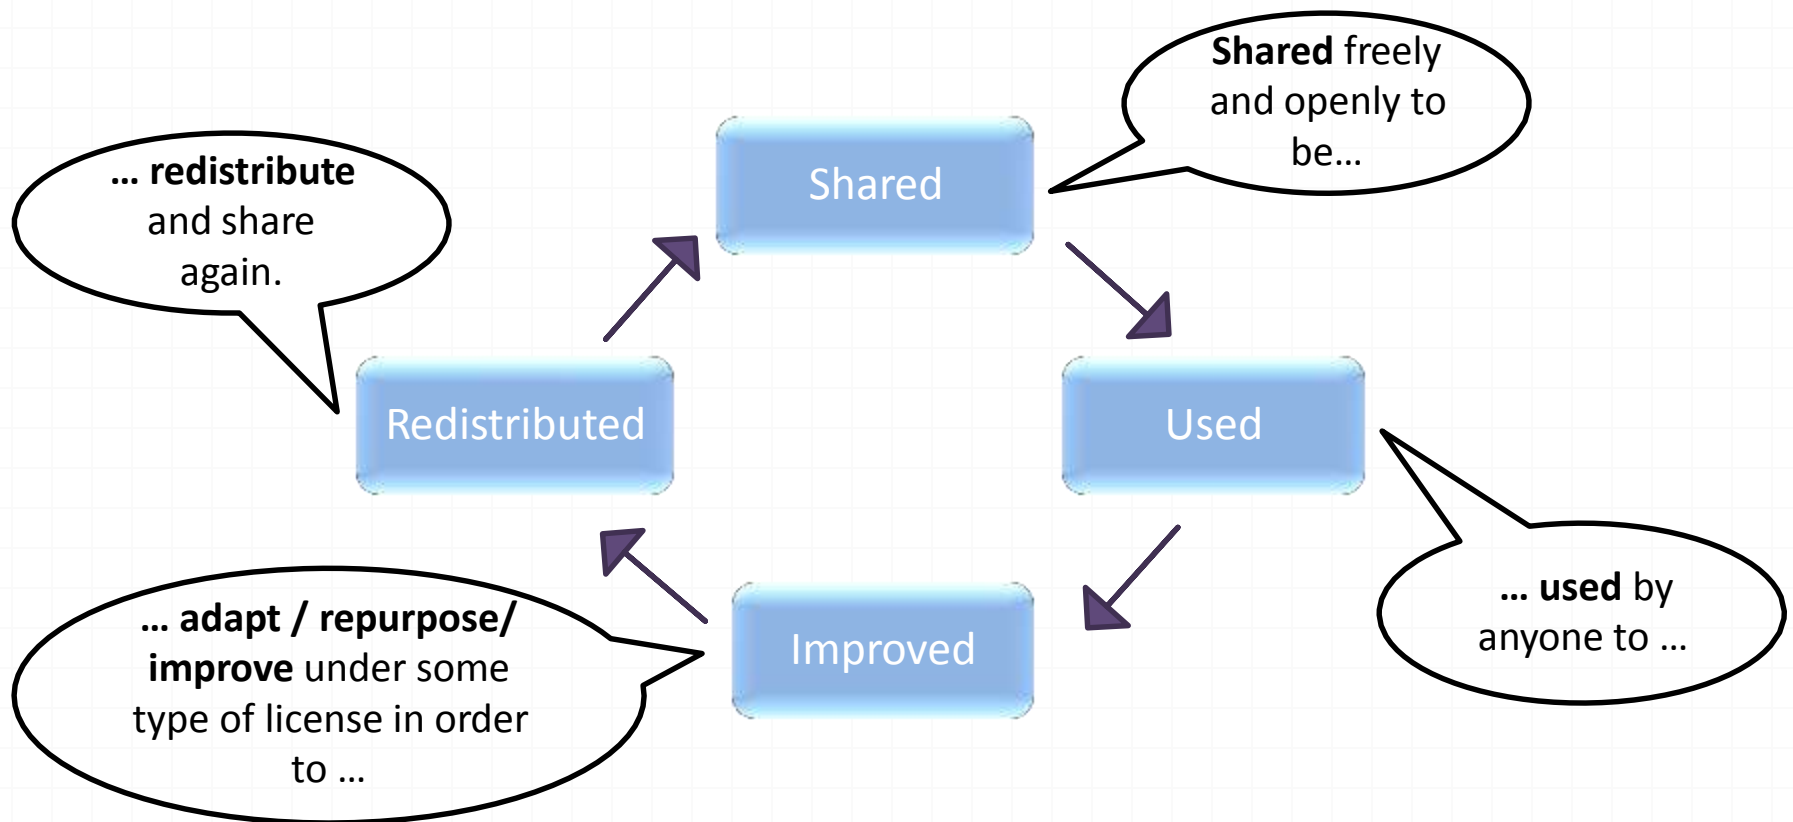 Shared freely
and openly to
be…
Shared
… redistribute
and share
again.
Redistributed
Used
… used by
anyone to …
Improved
… adapt / repurpose/
improve under some
type of license in order
to …